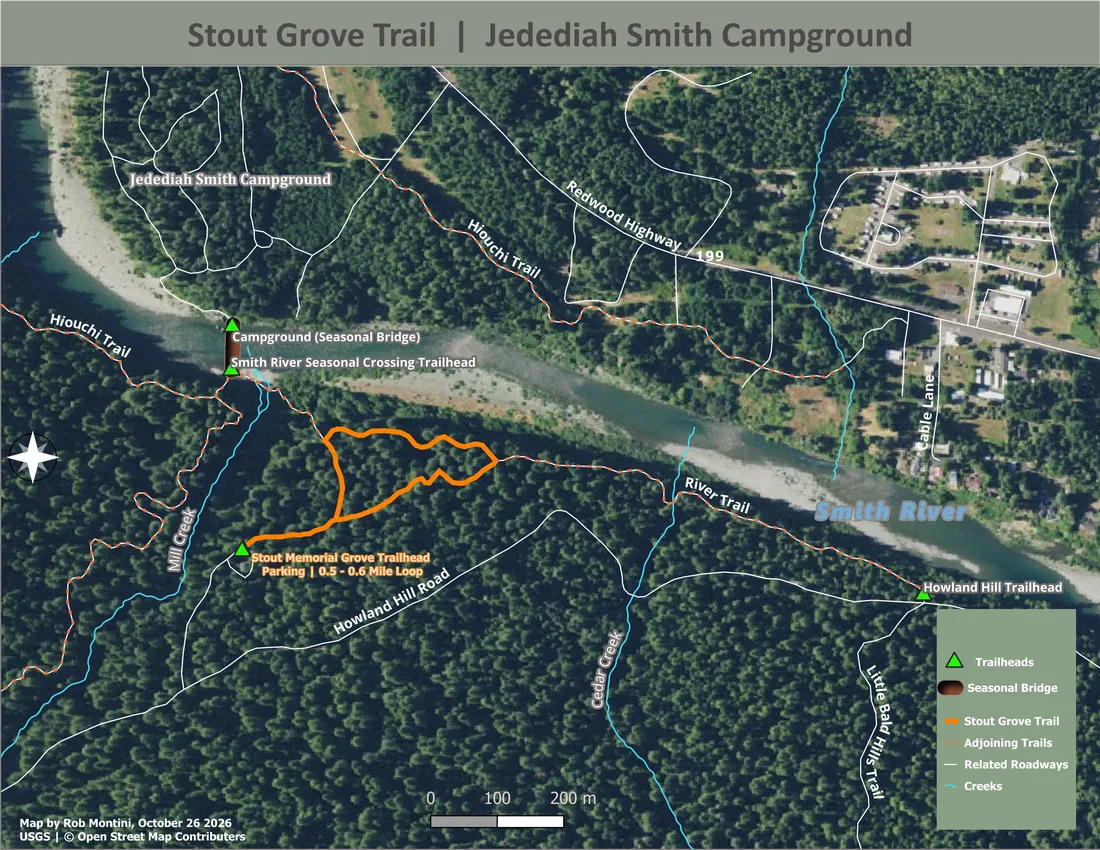 Stout Grove Trail | Jedediah Smith Campground
Jedediah Smith Campground
Redwood Highway
199
Hiouchi Trail
Hiouchi Trail
Campground (Seasonal Bridge)
Smith River Seasonal Crossing Trailhead
Cable Lane
River Trail
Smith River
Mill Creek
Stout Memorial Grove Trailhead
Parking | 0.5 - 0.6 Mile Loop
Howland Hill Road
Howland Hill Trailhead
Cedar Creek
Little Bald Hills Trail
Trailheads
Seasonal Bridge
Stout Grove Trail
Adjoining Trails
Related Roadways
Creeks
0 100 200 m
Map by Rob Montini, October 26 2026
USGS | © Open Street Map Contributers